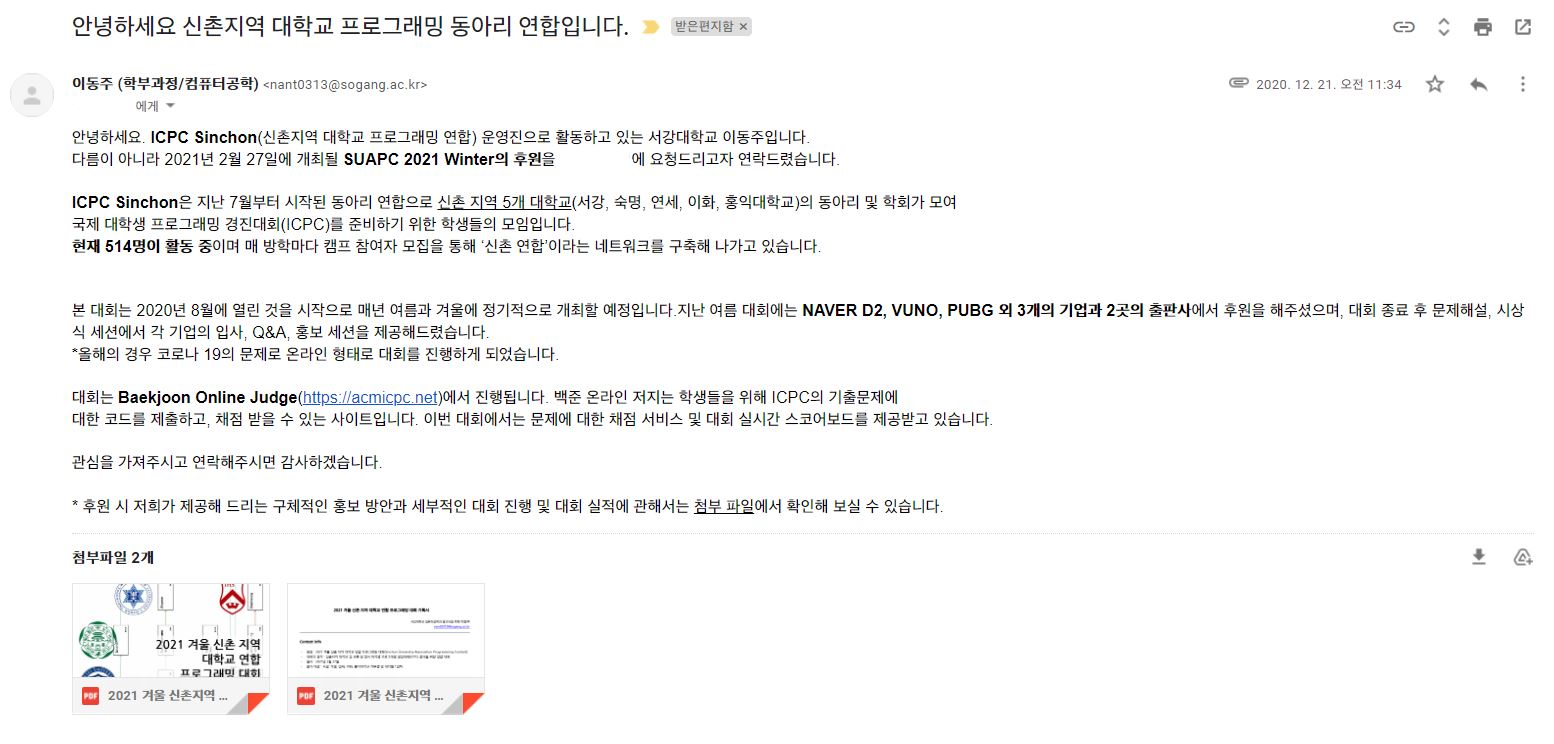 안녕하세요 신촌지역 대학교 프로그래밍 동아리 연합입니다.
받은편지함 ×
이동주 (학부과정/컴퓨터공학) <nant0313@sogang.ac.kr>
2020. 12. 21. 오전 11:34
에게
안녕하세요. ICPC Sinchon(신촌지역 대학교 프로그래밍 연합) 운영진으로 활동하고 있는 서강대학교 이동주입니다.
다름이 아니라 2021년 2월 27일에 개최될 SUAPC 2021 Winter의 후원을 에 요청드리고자 연락드렸습니다.
ICPC Sinchon은 지난 7월부터 시작된 동아리 연합으로 신촌 지역 5개 대학교(서강, 숙명, 연세, 이화, 홍익대학교)의 동아리 및 학회가 모여
국제 대학생 프로그래밍 경진대회(ICPC)를 준비하기 위한 학생들의 모임입니다.
현재 514명이 활동 중이며 매 방학마다 캠프 참여자 모집을 통해 ‘신촌 연합’이라는 네트워크를 구축해 나가고 있습니다.
본 대회는 2020년 8월에 열린 것을 시작으로 매년 여름과 겨울에 정기적으로 개최할 예정입니다.지난 여름 대회에는 NAVER D2, VUNO, PUBG 외 3개의 기업과 2곳의 출판사에서 후원을 해주셨으며, 대회 종료 후 문제해설, 시상
식 세션에서 각 기업의 입사, Q&A, 홍보 세션을 제공해드렸습니다.
*올해의 경우 코로나 19의 문제로 온라인 형태로 대회를 진행하게 되었습니다.
대회는 Baekjoon Online Judge(https://acmicpc.net)에서 진행됩니다. 백준 온라인 저지는 학생들을 위해 ICPC의 기출문제에
대한 코드를 제출하고, 채점 받을 수 있는 사이트입니다. 이번 대회에서는 문제에 대한 채점 서비스 및 대회 실시간 스코어보드를 제공받고 있습니다.
관심을 가져주시고 연락해주시면 감사하겠습니다.
* 후원 시 저희가 제공해 드리는 구체적인 홍보 방안과 세부적인 대회 진행 및 대회 실적에 관해서는 첨부 파일에서 확인해 보실 수 있습니다.
첨부파일 2개
2021 겨울 신촌 지역
대학교 연합
프로그래밍 대회
PDF 2021 겨울 신촌지역 ...
2021 겨울 신촌 지역 대학교 연합 프로그래밍 대회 기획서
Contest Info
PDF 2021 겨울 신촌지역 ...